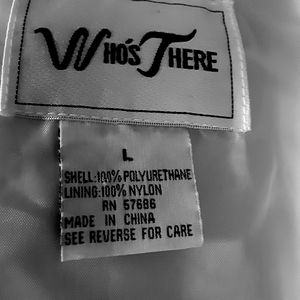 WHO'S THERE
L
SHELL:100% POLYURETHANE
LINING:100% NYLON
RN 57686
MADE IN CHINA
SEE REVERSE FOR CARE